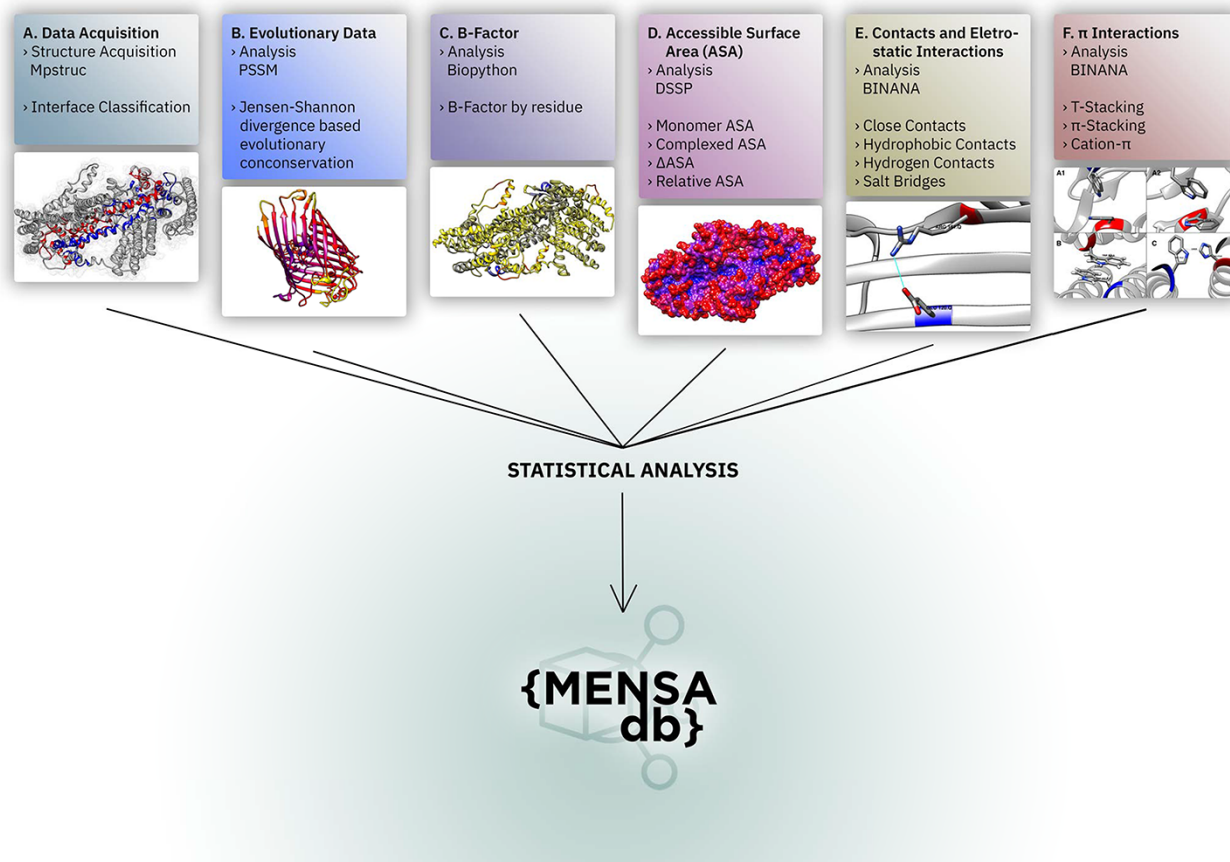 A. Data Acquisition
› Structure Acquisition
Mpstruc
› Interface Classification
B. Evolutionary Data
› Analysis
PSSM
› Jensen-Shannon
divergence based
evolutionary
conconservation
C. B-Factor
› Analysis
Biopython
› B-Factor by residue
D. Accessible Surface
Area (ASA)
› Analysis
DSSP
› Monomer ASA
› Complexed ASA
› ΔASA
› Relative ASA
E. Contacts and Eletro-
static Interactions
› Analysis
BINANA
› Close Contacts
› Hydrophobic Contacts
› Hydrogen Contacts
› Salt Bridges
F. π Interactions
› Analysis
BINANA
› T-Stacking
› π-Stacking
› Cation-π
A1
A2
B
C
STATISTICAL ANALYSIS
{MENSA
db}